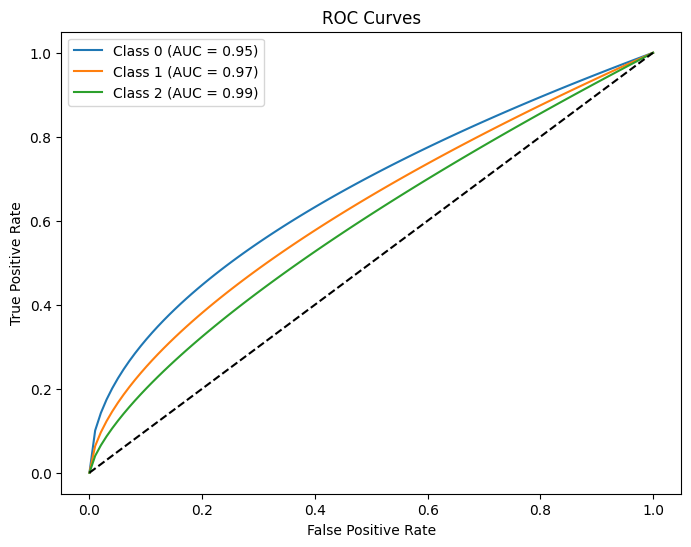 ROC Curves
Class 0 (AUC = 0.95)
Class 1 (AUC = 0.97)
Class 2 (AUC = 0.99)
1.0
0.8
0.6
0.4
0.2
0.0
True Positive Rate
0.0 0.2 0.4 0.6 0.8 1.0
False Positive Rate